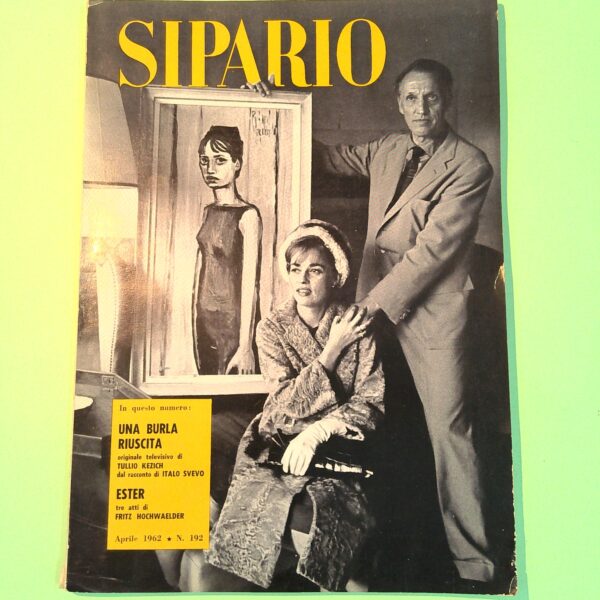 SIPARIO
In questo numero:
UNA BURLA
RIUSCITA
originale televisivo di
TULLIO KEZICH
dal racconto di ITALO SVEVO
ESTER
tre atti di
FRITZ HOCHWAELDER
Aprile 1962 ★ N. 192